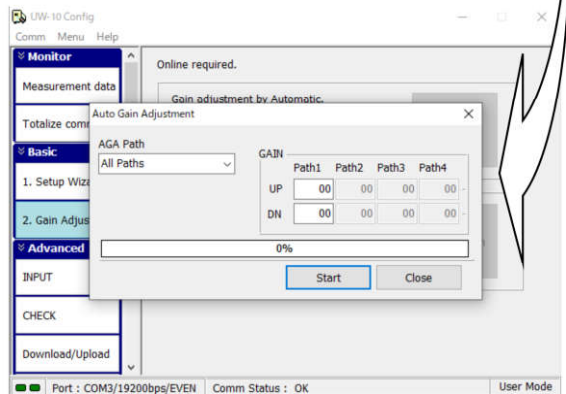 UW-10 Config
Comm Menu Help
Monitor
Online required.
Measurement data
Gain adjustment by Automatic.
Totalize com
Auto Gain Adjustment
AGA Path
All Paths
GAIN
Path1 Path2 Path3 Path4
UP 00 00 00 00
DN 00 00 00 00
Basic
1. Setup Wiz
2. Gain Adjus
0%
Advanced
Start Close
INPUT
CHECK
Download/Upload
Port : COM3/19200bps/EVEN Comm Status : OK User Mode